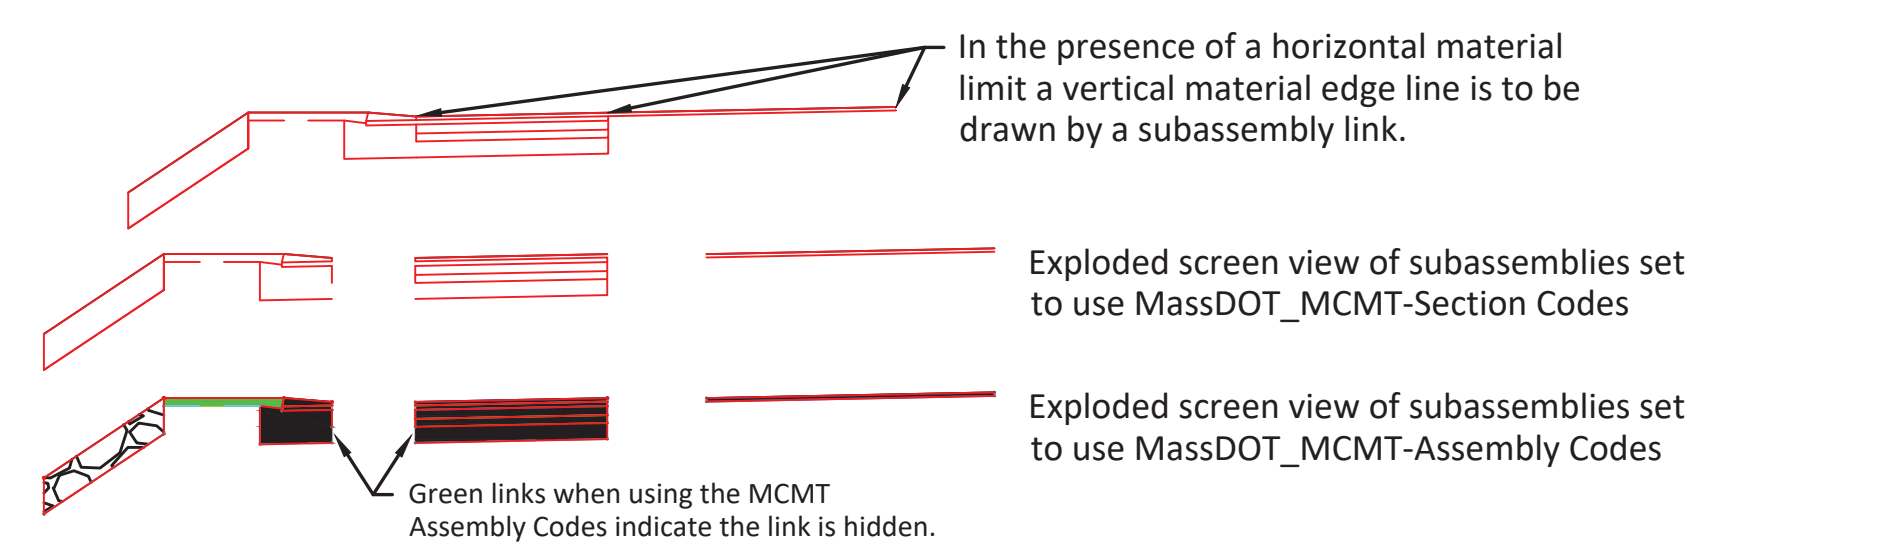 In the presence of a horizontal material
limit a vertical material edge line is to be
drawn by a subassembly link.
Exploded screen view of subassemblies set
to use MassDOT_MCMT-Section Codes
Exploded screen view of subassemblies set
to use MassDOT_MCMT-Assembly Codes
Green links when using the MCMT
Assembly Codes indicate the link is hidden.